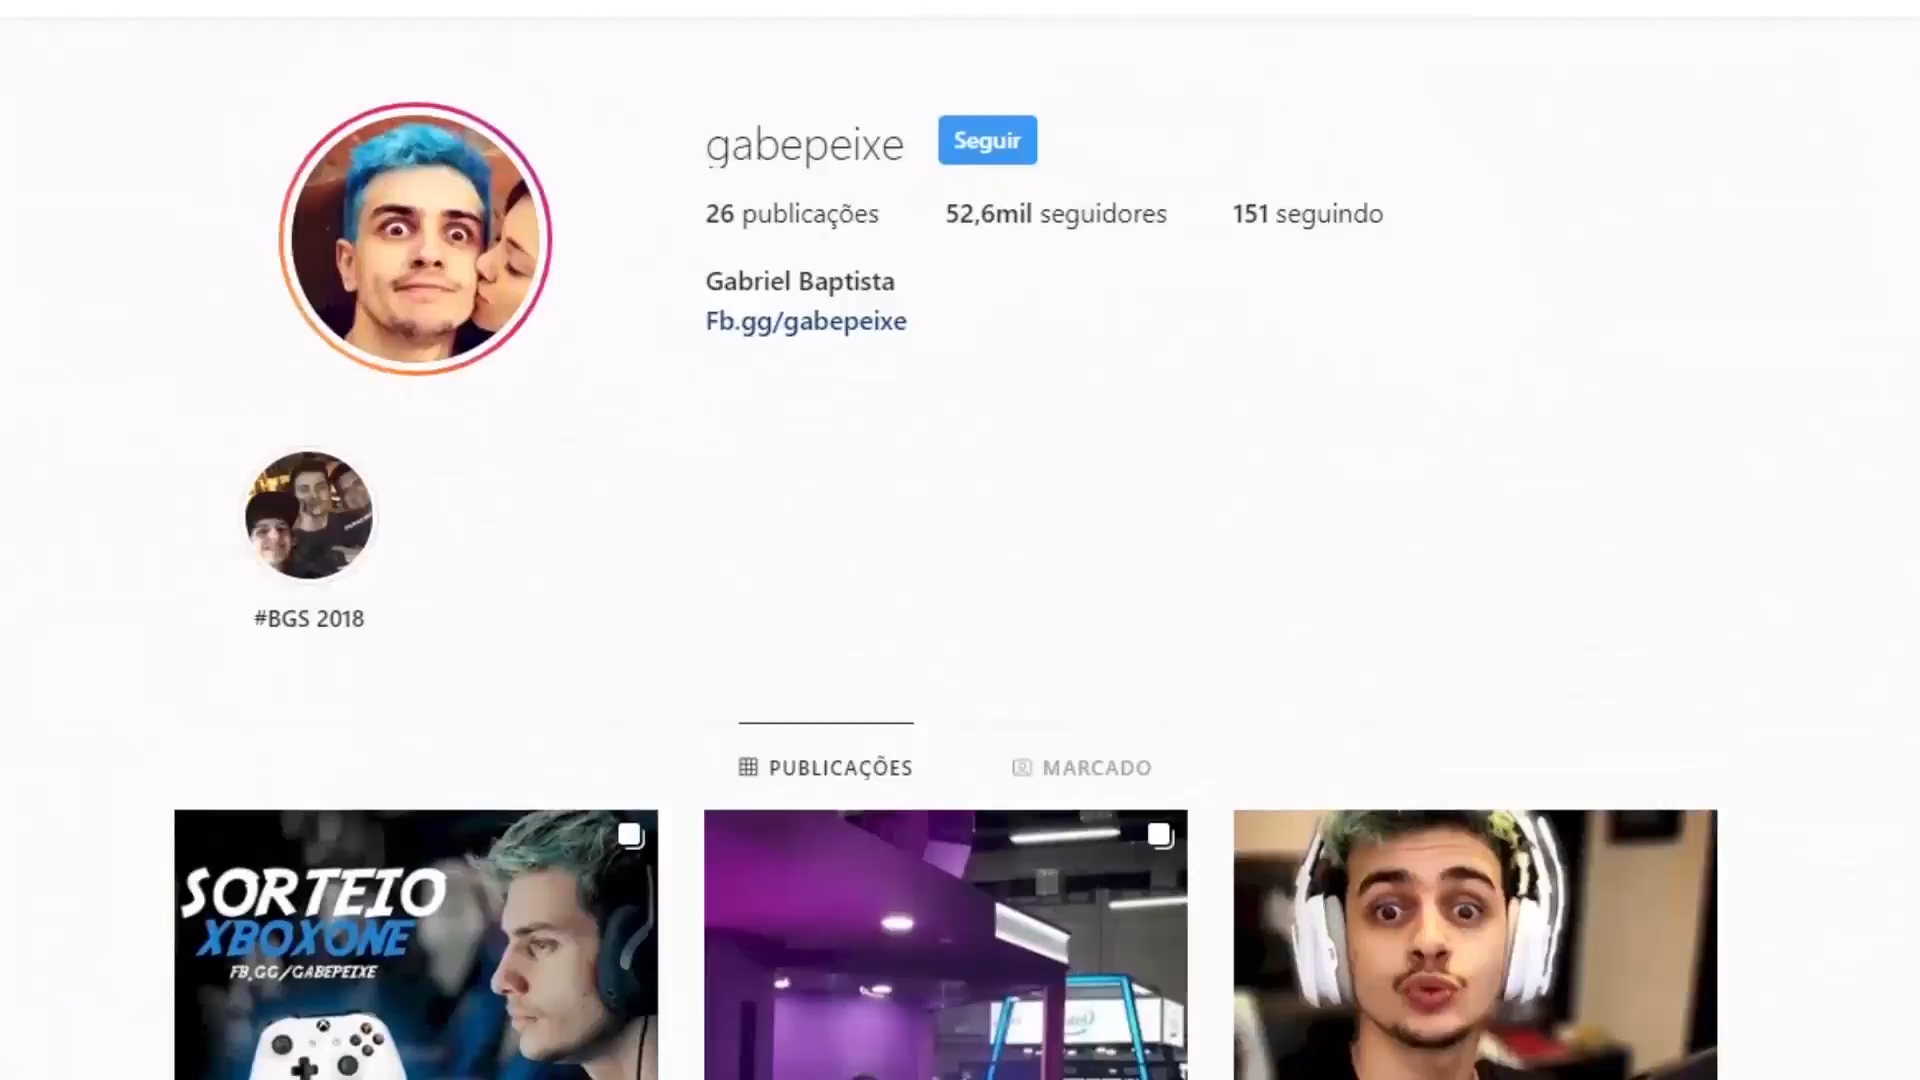 gabepeixe Seguir
26 publicações 52,6mil seguidores 151 seguindo
Gabriel Baptista
Fb.gg/gabepeixe
#BGS 2018
PUBLICAÇÕES MARCADO
SORTEIO
XBOXONE
FB.GG/GABEPEIXE